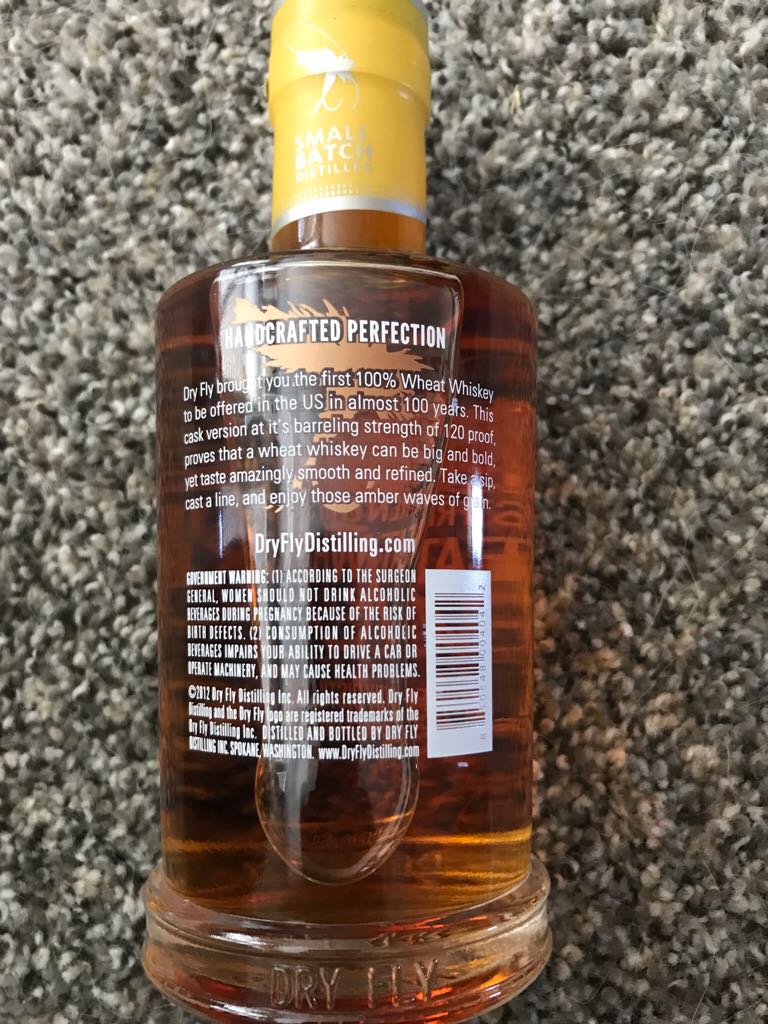 SMALL
BATCH
DISTILLED
HANDCRAFTED PERFECTION
Dry Fly brought you the first 100% Wheat Whiskey
to be offered in the US in almost 100 years. This
cask version at it's barreling strength of 120 proof,
proves that a wheat whiskey can be big and bold,
yet taste amazingly smooth and refined. Take a sip,
cast a line, and enjoy those amber waves of grain.
DryFlyDistilling.com
GOVERNMENT WARNING: (1) ACCORDING TO THE SURGEON
GENERAL, WOMEN SHOULD NOT DRINK ALCOHOLIC
BEVERAGES DURING PREGNANCY BECAUSE OF THE RISK OF
BIRTH DEFECTS. (2) CONSUMPTION OF ALCOHOLIC
BEVERAGES IMPAIRS YOUR ABILITY TO DRIVE A CAR OR
OPERATE MACHINERY, AND MAY CAUSE HEALTH PROBLEMS.
©2012 Dry Fly Distilling Inc. All rights reserved. Dry Fly
Distilling and the Dry Fly logo are registered trademarks of the
Dry Fly Distilling Inc. DISTILLED AND BOTTLED BY DRY FLY
DISTILLING INC. SPOKANE, WASHINGTON. www.DryFlyDistilling.com
8 50548 00404 2
DRY FLY